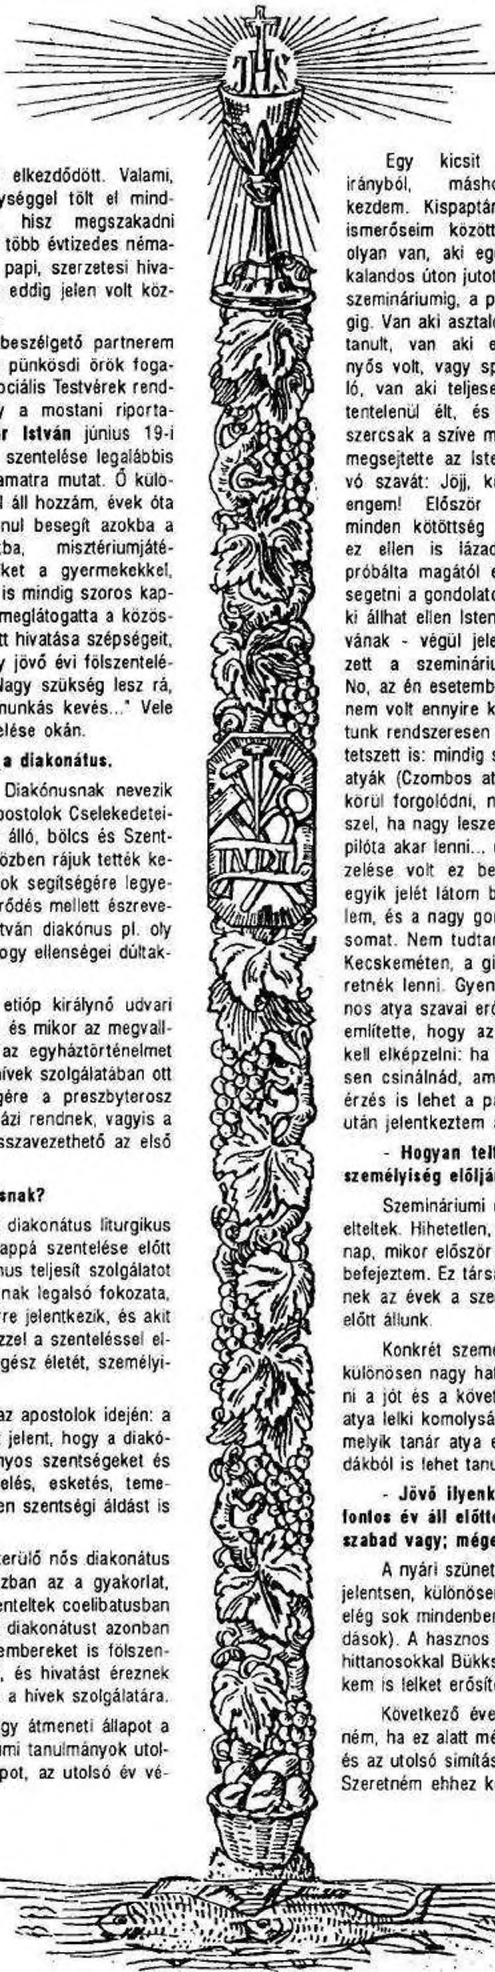 JHS
elkezdődött. Valami,
ységgel tölt el mind-
hisz megszakadni
több évtizedes néma-
papi, szerzetesi hiva-
eddig jelen volt köz-
beszélgető partnerem
pünkösdi örök foga-
ociális Testvérek rend-
y a mostani riporta-
r István június 19-i
szentelése legalábbis
amatra mutat. Ő külö-
l áll hozzám, évek óta
nul besegít azokba a
ba, misztériumjáté-
ket a gyermekekkel,
is mindig szoros kap-
meglátogatta a közös-
tt hivatása szépségeit,
y jövő évi fölszentelé-
Nagy szükség lesz rá,
munkás kevés..." Vele
elése okán.
a diakonátus.
Diakónusnak nevezik
postolok Cselekedetei-
álló, bölcs és Szent-
özben rájuk tették ke-
ok segítségére legye-
rődés mellett észreve-
tván diakónus pl. oly
ogy ellenségei dúltak-
etióp királynő udvari
és mikor az megvall-
az egyháztörténelmet
ívek szolgálatában ott
gére a preszbyterosz
ázi rendnek, vagyis a
sszavezethető az első
snak?
diakonátus liturgikus
appá szentelése előtt
nus teljesít szolgálatot
nak legalsó fokozata,
rre jelentkezik, és akit
zzel a szenteléssel el-
gész életét, személyi-
az apostolok idején: a
t jelent, hogy a diakó-
nyos szentségeket és
elés, esketés, teme-
en szentségi áldást is
erülő nős diakonátus
zban az a gyakorlat,
enteltek coelibatusban
diakonátust azonban
embereket is fölszen-
, és hivatást éreznek
a hívek szolgálatára.
gy átmeneti állapot a
umi tanulmányok utol-
pot, az utolsó év vé-
INRI
Egy kicsit
irányból, másho
kezdem. Kispaptár
ismerőseim között
olyan van, aki eg
kalandos úton jutot
szemináriumig, a p
gig. Van aki asztalo
tanult, van aki e
nyős volt, vagy sp
ló, van aki teljese
tentelenül élt, és
szercsak a szíve m
megsejtette az Iste
vó szavát: Jöjj, k
engem! Először
minden kötöttség
ez ellen is lázad
próbálta magától e
segetni a gondolato
ki állhat ellen Isten
vának - végül jele
zett a szemináriu
No, az én esetemb
nem volt ennyire k
tunk rendszeresen
tetszett is: mindig s
atyák (Czombos at
körül forgolódni, n
szel, ha nagy lesze
pilóta akar lenni...
zelése volt ez be
egyik jelét látom b
lem, és a nagy gon
somat. Nem tudtar
Kecskeméten, a gi
retnék lenni. Gyen
nos atya szavai erő
említette, hogy az
kell elképzelni: ha
sen csinálnád, am
érzés is lehet a pa
után jelentkeztem
- Hogyan telt
személyiség előljár
Szemináriumi
elteltek. Hihetetlen,
nap, mikor először
befejeztem. Ez társa
nek az évek a sze
előtt állunk.
Konkrét szemé
különösen nagy hat
ni a jót és a követ
atya lelki komolysá
melyik tanár atya e
dákból is lehet tanu
- Jövő ilyenk
fontos év áll előtte
szabad vagy; mége
A nyári szünet
jelentsen, különösen
elég sok mindenben
dások). A hasznos
hittanosokkal Bükks
kem is lelket erősít
Következő éve
ném, ha ez alatt mé
és az utolsó simítás
Szeretném ehhez k